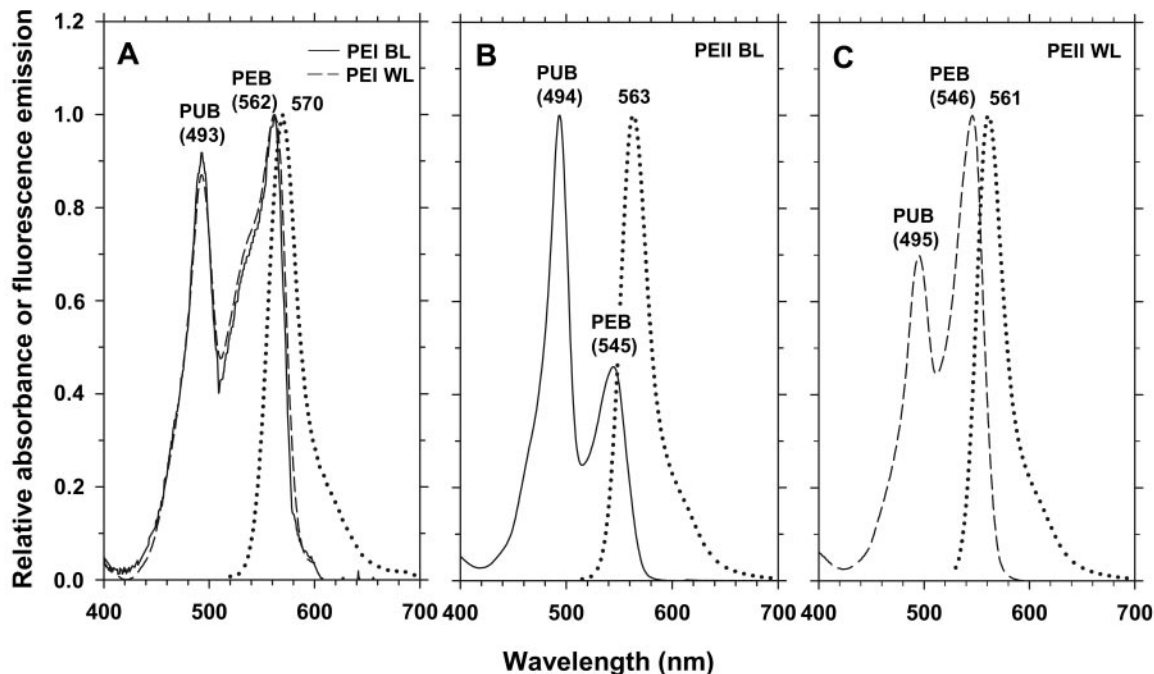 Relative absorbance or fluorescence emission
1.2
1.0
0.8
0.6
0.4
0.2
0.0
A
PEI BL
PEI WL
PUB
(493)
PEB
(562)
570
400 500 600 700
B
PEII BL
PUB
(494)
563
PEB
(545)
400 500 600 700
C
PEII WL
PEB
(546)
561
PUB
(495)
400 500 600 700
Wavelength (nm)